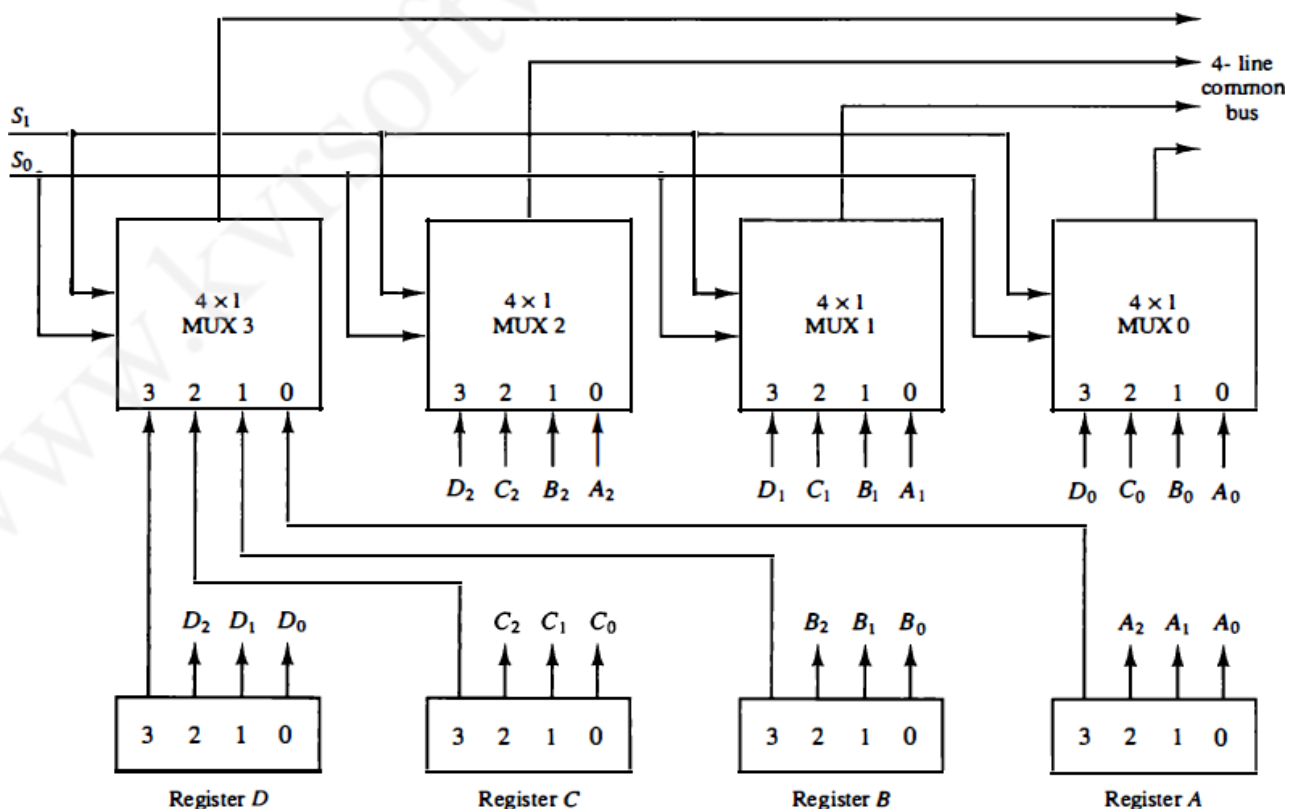 www.kvrsoftw
4- line
common
bus
S₁
S₀
4 × 1
MUX 3
3 2 1 0
4 × 1
MUX 2
3 2 1 0
4 × 1
MUX 1
3 2 1 0
4 × 1
MUX 0
3 2 1 0
D₂ C₂ B₂ A₂
D₁ C₁ B₁ A₁
D₀ C₀ B₀ A₀
D₂ D₁ D₀
C₂ C₁ C₀
B₂ B₁ B₀
A₂ A₁ A₀
3 2 1 0
3 2 1 0
3 2 1 0
3 2 1 0
Register D
Register C
Register B
Register A